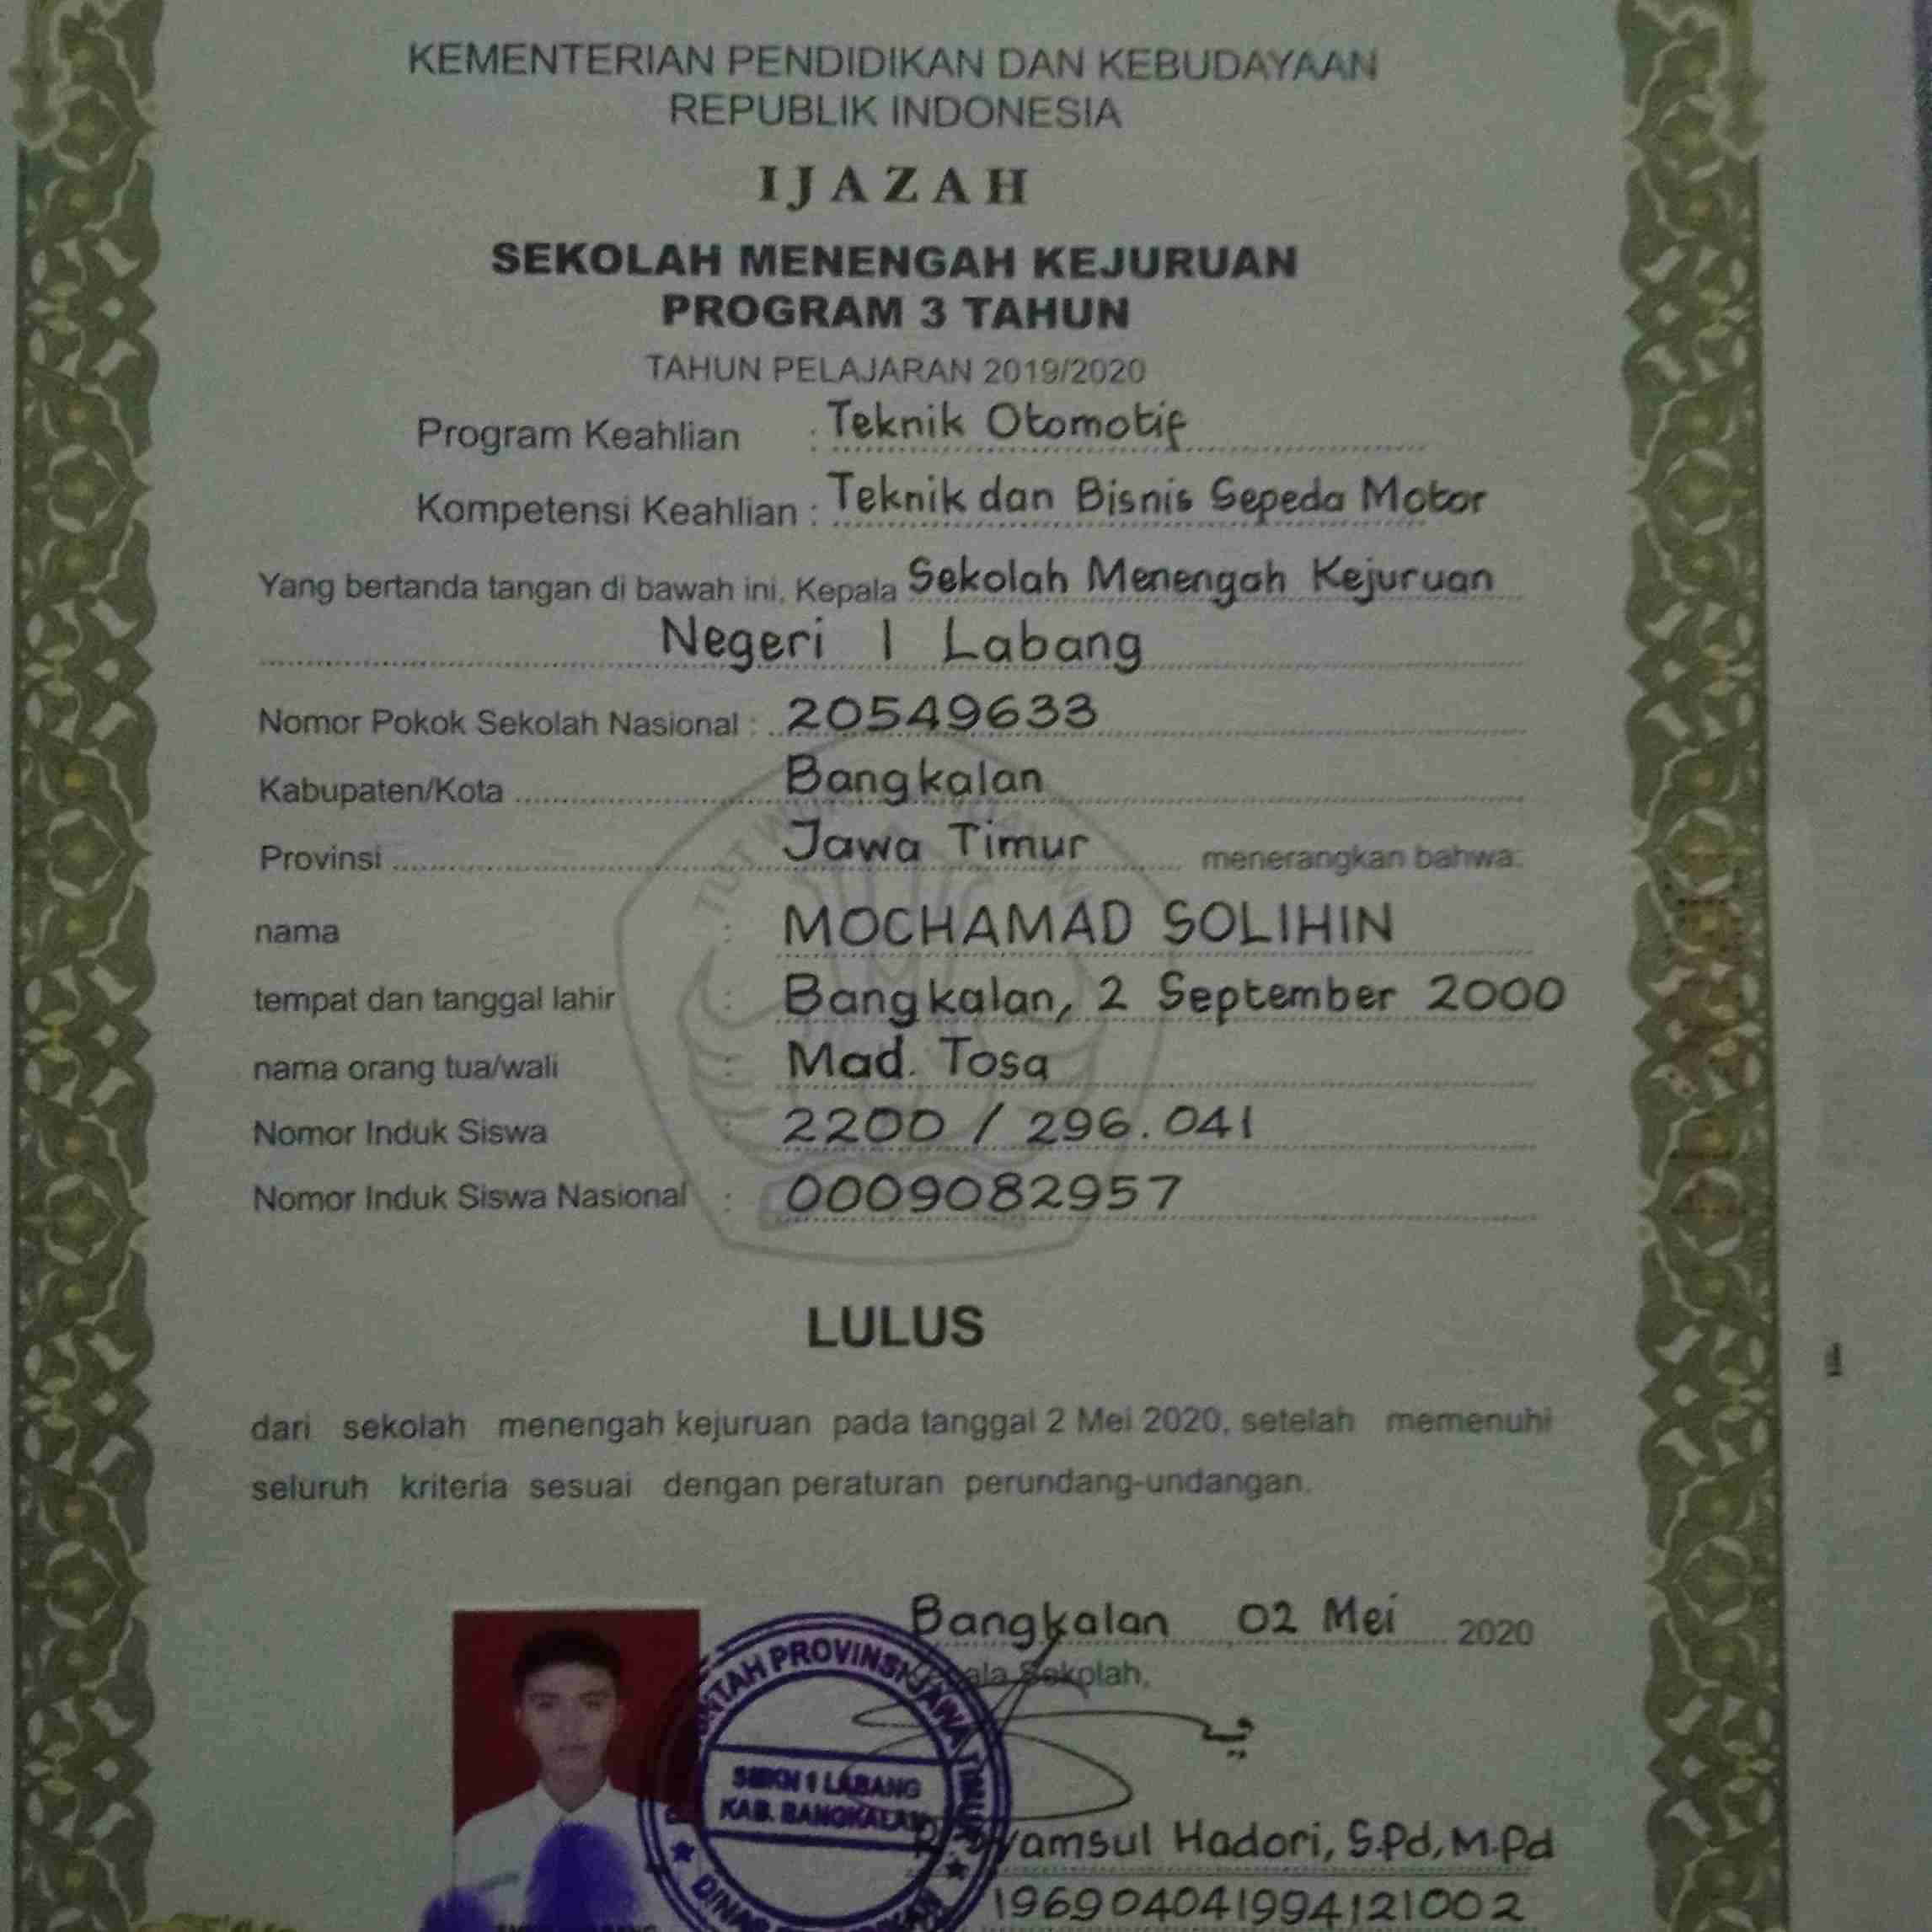 KEMENTERIAN PENDIDIKAN DAN KEBUDAYAAN
REPUBLIK INDONESIA
IJAZAH
SEKOLAH MENENGAH KEJURUAN
PROGRAM 3 TAHUN
TAHUN PELAJARAN 2019/2020
Program Keahlian : Teknik Otomotif
Kompetensi Keahlian : Teknik dan Bisnis Sepeda Motor
Yang bertanda tangan di bawah ini, Kepala Sekolah Menengah Kejuruan
Negeri 1 Labang
Nomor Pokok Sekolah Nasional : 20549633
Kabupaten/Kota Bangkalan
Provinsi Jawa Timur menerangkan bahwa:
nama : MOCHAMAD SOLIHIN
tempat dan tanggal lahir : Bangkalan, 2 September 2000
nama orang tua/wali : Mad. Tosa
Nomor Induk Siswa : 2200 / 296.041
Nomor Induk Siswa Nasional : 0009082957
LULUS
dari sekolah menengah kejuruan pada tanggal 2 Mei 2020, setelah memenuhi
seluruh kriteria sesuai dengan peraturan perundang-undangan.
Bangkalan, 02 Mei 2020
Sekolah,
PROVINSI JAWA TIMUR
SMKN 1 LABANG
KAB. BANGKALAN
DINAS
Hadori, S.Pd, M.Pd
196904041994121002